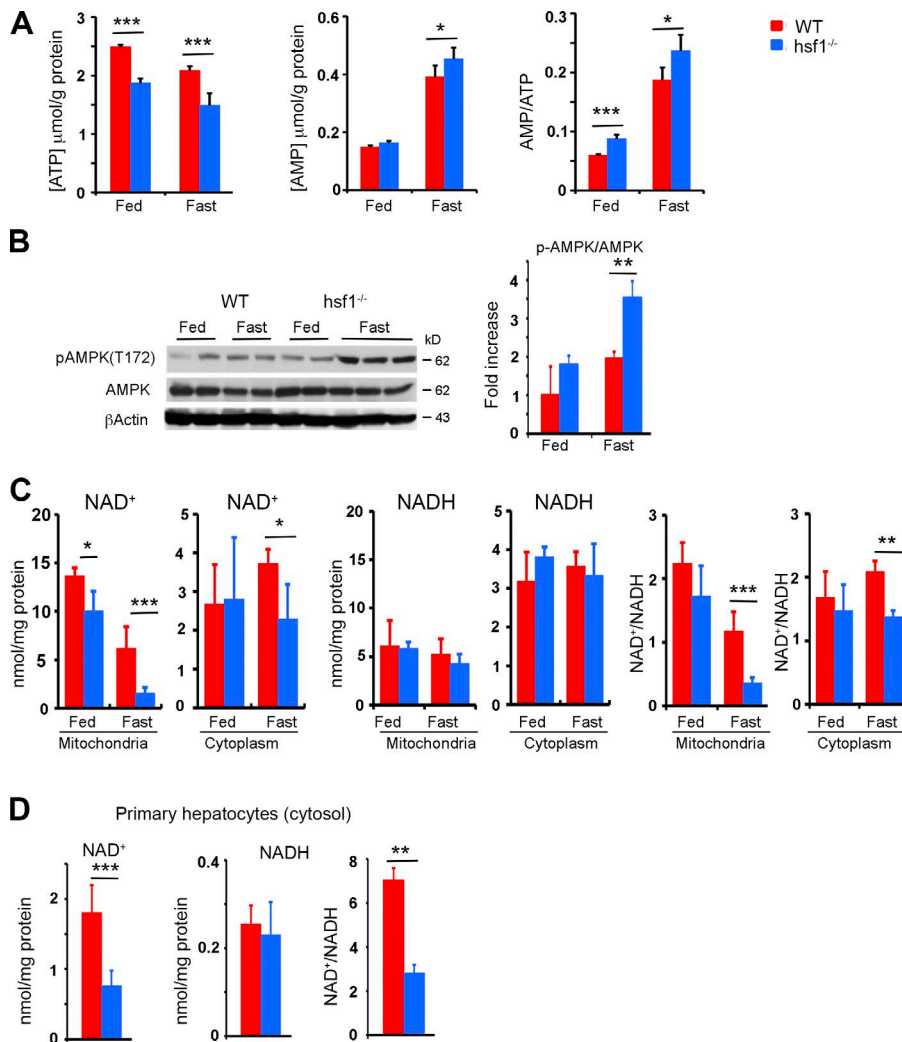 A
[ATP] μmol/g protein
3
2
1
0
***
***
Fed Fast
[AMP] μmol/g protein
0.6
0.4
0.2
0
*
Fed Fast
AMP/ATP
0.3
0.2
0.1
0
***
*
Fed Fast
WT
hsf1-/-
B
WT hsf1-/-
Fed Fast Fed Fast kD
pAMPK(T172) 62
AMPK 62
βActin 43
p-AMPK/AMPK
Fold increase
4
3
2
1
0
**
Fed Fast
C
NAD+
nmol/mg protein
20
15
10
5
0
*
***
Fed Fast
Mitochondria
NAD+
5
4
3
2
1
0
*
Fed Fast
Cytoplasm
NADH
nmol/mg protein
20
15
10
5
0
Fed Fast
Mitochondria
NADH
5
4
3
2
1
0
Fed Fast
Cytoplasm
NAD+/NADH
3
2
1
0
***
Fed Fast
Mitochondria
NAD+/NADH
3
2
1
0
**
Fed Fast
Cytoplasm
D
Primary hepatocytes (cytosol)
NAD+
***
nmol/mg protein
2
1
0
NADH
nmol/mg protein
0.4
0.2
0
**
NAD+/NADH
8
6
4
2
0